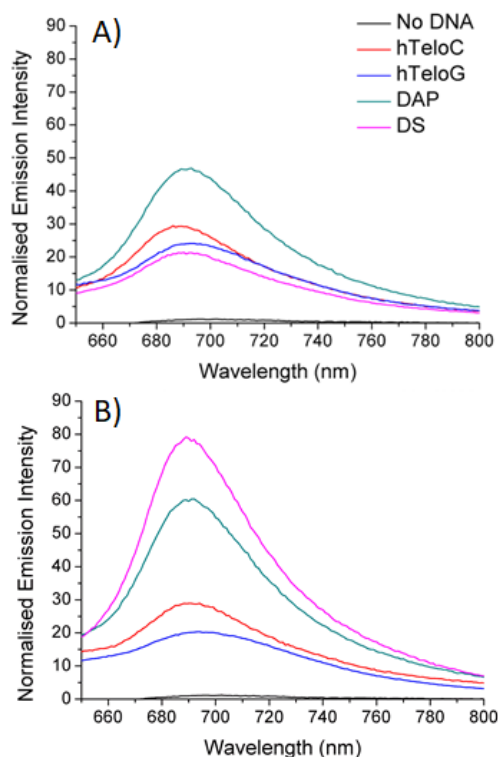 A)
No DNA
hTeloC
hTeloG
DAP
DS
Normalised Emission Intensity
90
80
70
60
50
40
30
20
10
0
660 680 700 720 740 760 780 800
Wavelength (nm)
B)
Normalised Emission Intensity
90
80
70
60
50
40
30
20
10
0
660 680 700 720 740 760 780 800
Wavelength (nm)